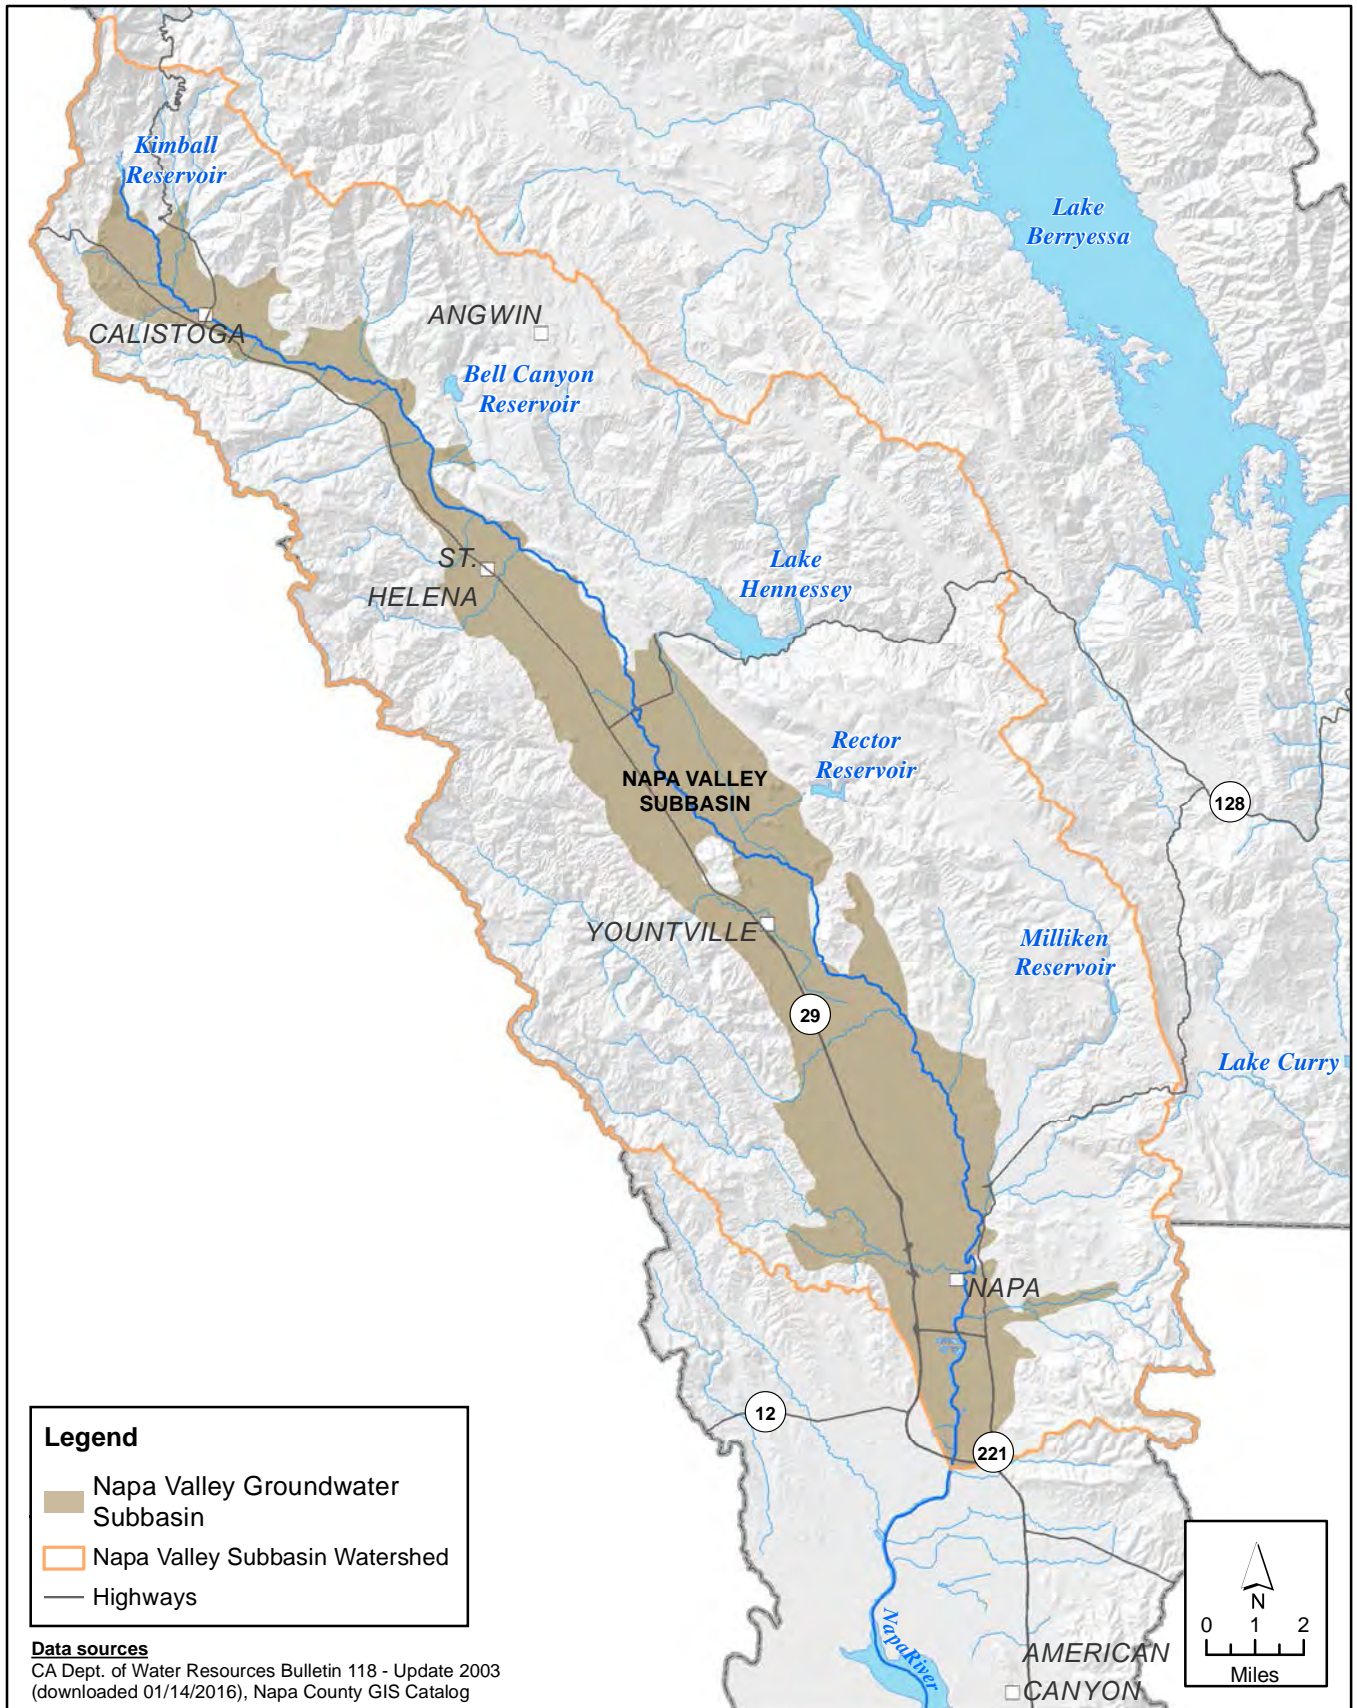 Kimball
Reservoir
Lake
Berryessa
ANGWIN
CALISTOGA
Bell Canyon
Reservoir
ST.
HELENA
Lake
Hennessey
Rector
Reservoir
NAPA VALLEY
SUBBASIN
128
YOUNTVILLE
Milliken
Reservoir
29
Lake Curry
NAPA
12
221
Legend
Napa Valley Groundwater
Subbasin
Napa Valley Subbasin Watershed
Highways
Data sources
CA Dept. of Water Resources Bulletin 118 - Update 2003
(downloaded 01/14/2016), Napa County GIS Catalog
NapaRiver
AMERICAN
CANYON
N
0 1 2
Miles